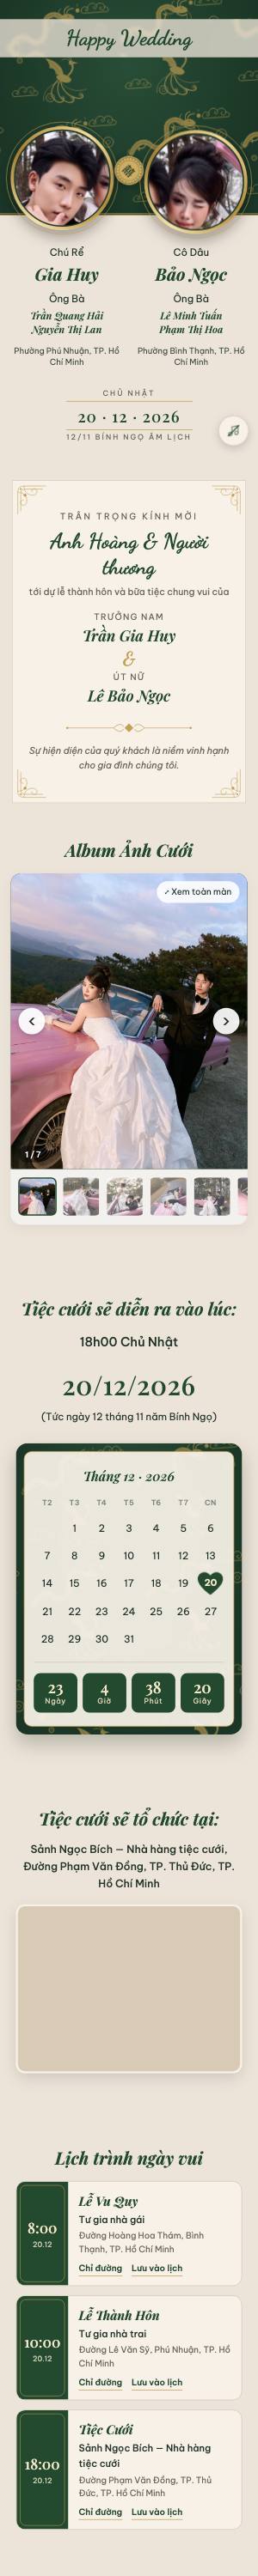 Happy Wedding
Chú Rể
Cô Dâu
Gia Huy
Bảo Ngọc
Ông Bà
Ông Bà
Trần Quang Hải
Nguyễn Thị Lan
Lê Minh Tuấn
Phạm Thị Hoa
Phường Phú Nhuận, TP. Hồ
Chí Minh
Phường Bình Thạnh, TP. Hồ
Chí Minh
CHỦ NHẬT
20 · 12 · 2026
12/11 BÍNH NGỌ ÂM LỊCH
TRÂN TRỌNG KÍNH MỜI
Anh Hoàng & Người
thương
tới dự lễ thành hôn và bữa tiệc chung vui của
TRƯỞNG NAM
Trần Gia Huy
&
ÚT NỮ
Lê Bảo Ngọc
Sự hiện diện của quý khách là niềm vinh hạnh
cho gia đình chúng tôi.
Album Ảnh Cưới
✓ Xem toàn màn
1 / 7
Tiệc cưới sẽ diễn ra vào lúc:
18h00 Chủ Nhật
20/12/2026
(Tức ngày 12 tháng 11 năm Bính Ngọ)
Tháng 12 · 2026
T2 T3 T4 T5 T6 T7 CN
1 2 3 4 5 6
7 8 9 10 11 12 13
14 15 16 17 18 19 20
21 22 23 24 25 26 27
28 29 30 31
23 4 38 20
Ngày Giờ Phút Giây
Tiệc cưới sẽ tổ chức tại:
Sảnh Ngọc Bích — Nhà hàng tiệc cưới,
Đường Phạm Văn Đồng, TP. Thủ Đức, TP.
Hồ Chí Minh
Lịch trình ngày vui
8:00
20.12
Lễ Vu Quy
Tư gia nhà gái
Đường Hoàng Hoa Thám, Bình
Thạnh, TP. Hồ Chí Minh
Chỉ đường Lưu vào lịch
10:00
20.12
Lễ Thành Hôn
Tư gia nhà trai
Đường Lê Văn Sỹ, Phú Nhuận, TP. Hồ
Chí Minh
Chỉ đường Lưu vào lịch
18:00
20.12
Tiệc Cưới
Sảnh Ngọc Bích — Nhà hàng
tiệc cưới
Đường Phạm Văn Đồng, TP. Thủ
Đức, TP. Hồ Chí Minh
Chỉ đường Lưu vào lịch